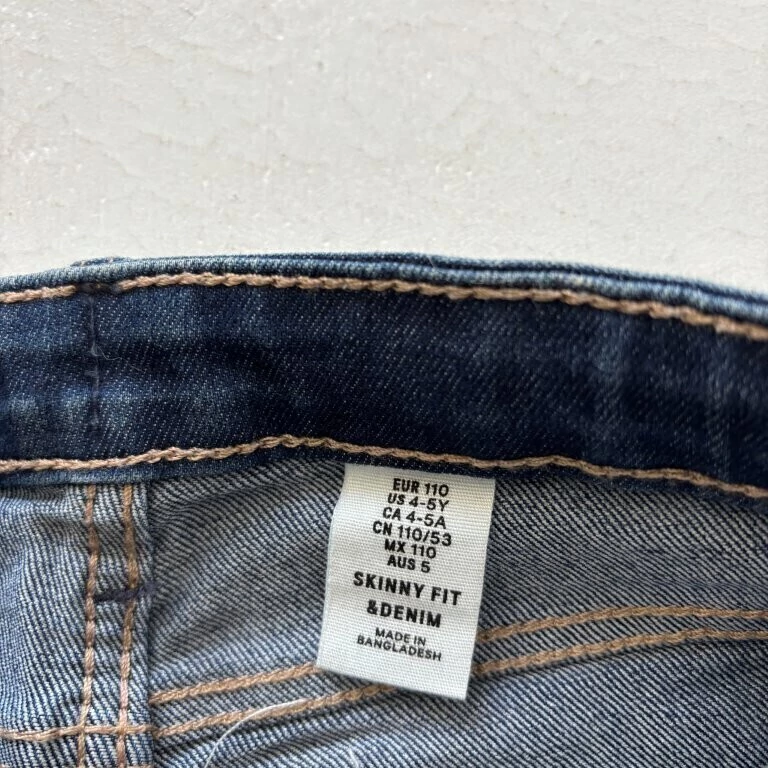 EUR 110
US 4-5Y
CA 4-5A
CN 110/53
MX 110
AUS 5
SKINNY FIT
&DENIM
MADE IN
BANGLADESH